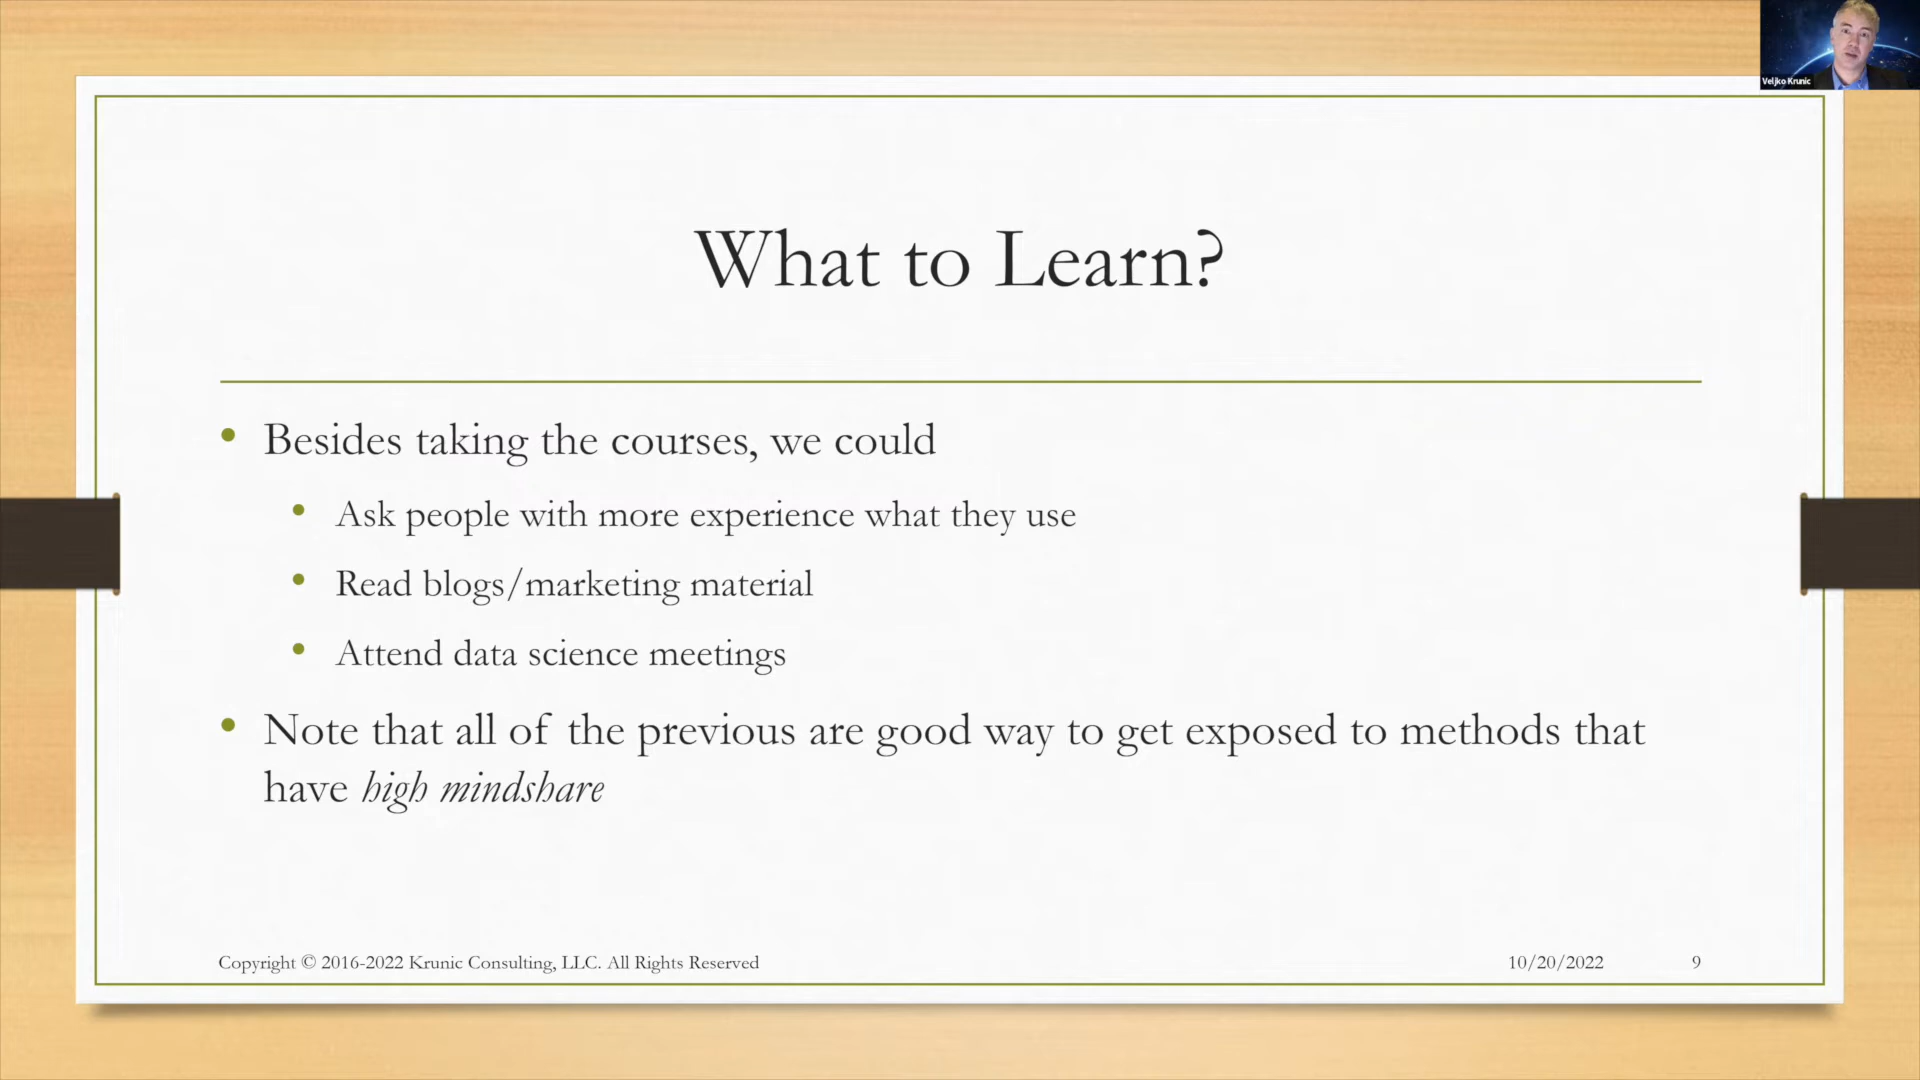 Veljko Krunic
What to Learn?
• Besides taking the courses, we could
• Ask people with more experience what they use
• Read blogs/marketing material
• Attend data science meetings
• Note that all of the previous are good way to get exposed to methods that
have high mindshare
Copyright © 2016-2022 Krunic Consulting, LLC. All Rights Reserved
10/20/2022
9